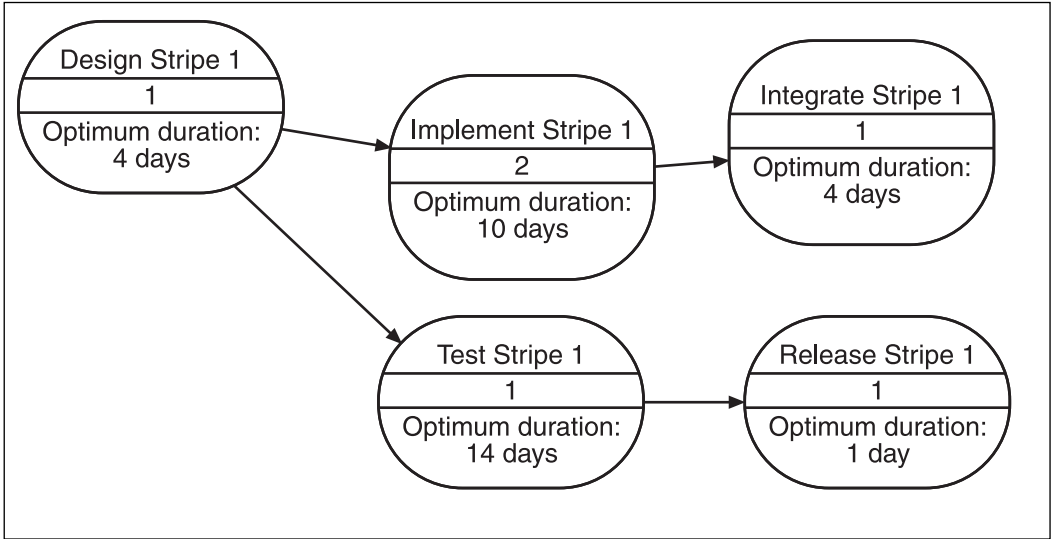 Design Stripe 1
1
Optimum duration:
4 days
Implement Stripe 1
2
Optimum duration:
10 days
Integrate Stripe 1
1
Optimum duration:
4 days
Test Stripe 1
1
Optimum duration:
14 days
Release Stripe 1
1
Optimum duration:
1 day